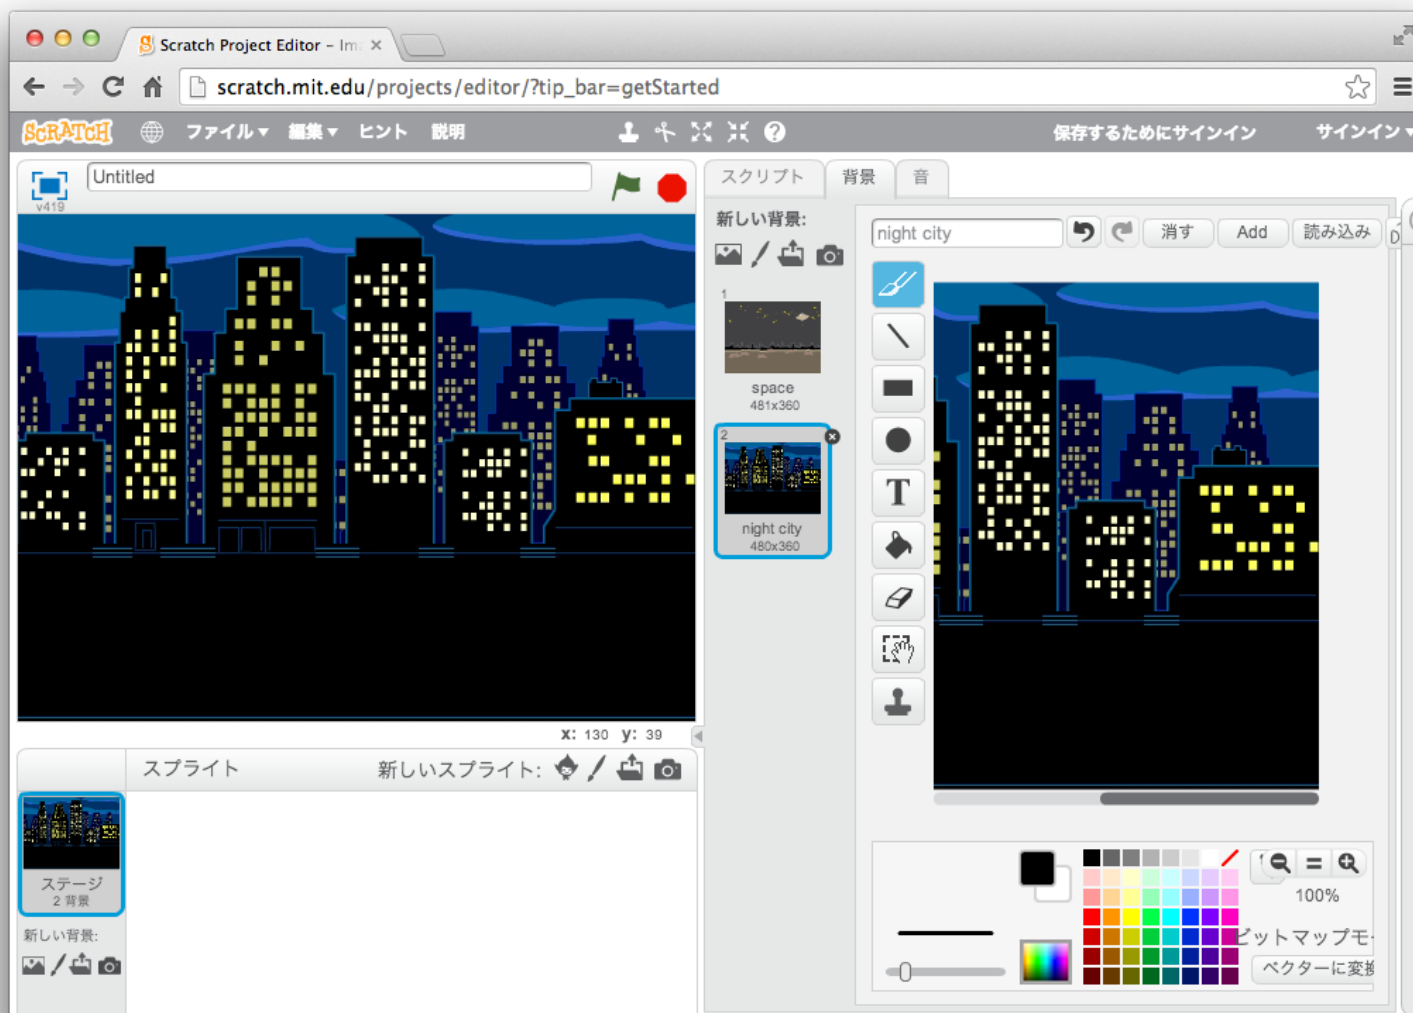 Scratch Project Editor – Im
scratch.mit.edu/projects/editor/?tip_bar=getStarted
SCRATCH ファイル 編集 ヒント 説明 保存するためにサインイン サインイン
v419
Untitled
スクリプト 背景 音
新しい背景:
night city
消す Add 読み込み
T
1
space
481x360
2
night city
480x360
x: 130 y: 39
スプライト 新しいスプライト:
ステージ
2 背景
新しい背景:
100%
ビットマップモー
ベクターに変換